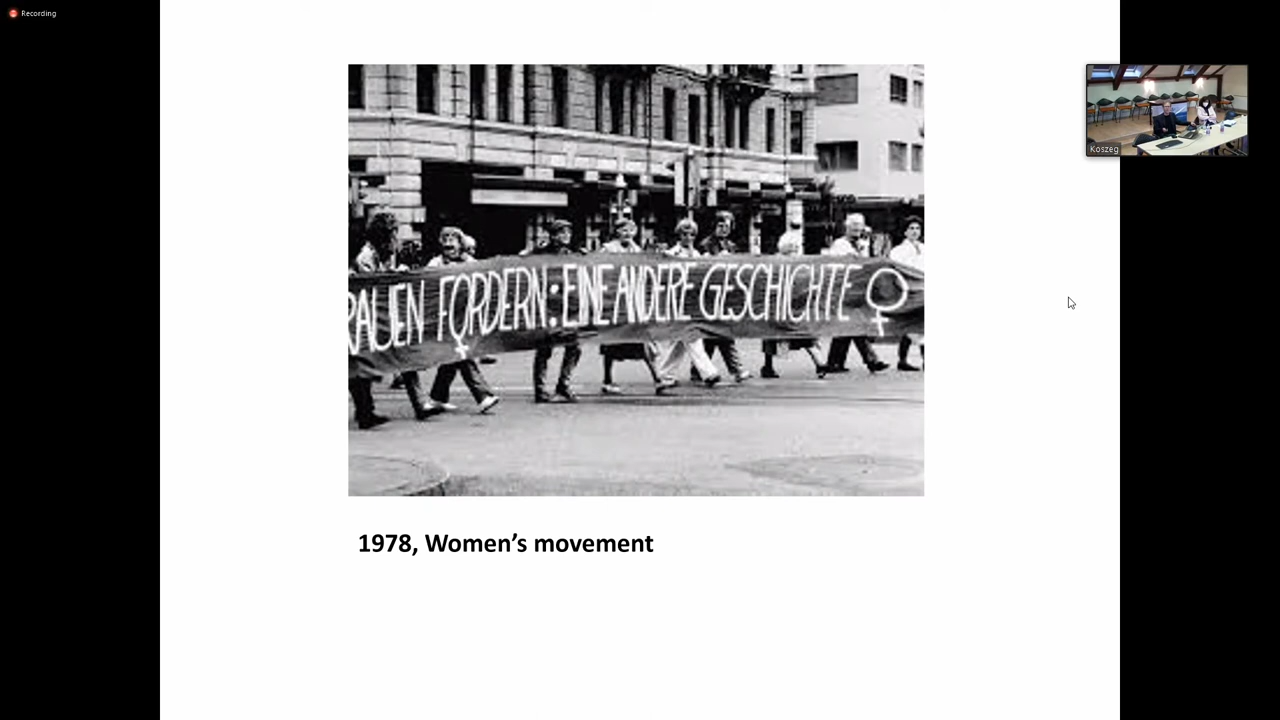 Recording
RAUEN FORDERN: EINE ANDERE GESCHICHTE
Koszeg
1978, Women’s movement